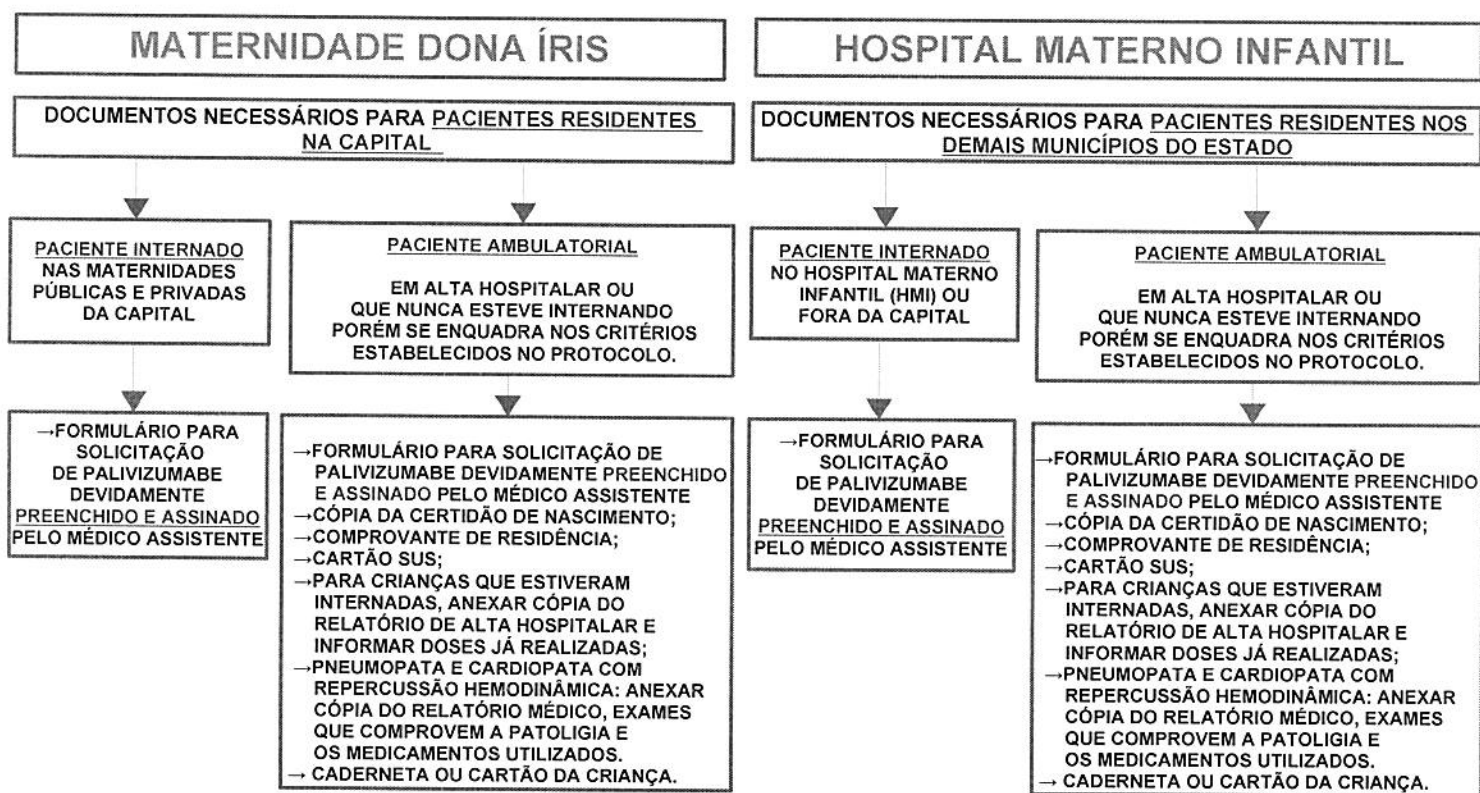 MATERNIDADE DONA ÍRIS
DOCUMENTOS NECESSÁRIOS PARA PACIENTES RESIDENTES
NA CAPITAL
PACIENTE INTERNADO
NAS MATERNIDADES
PÚBLICAS E PRIVADAS
DA CAPITAL
→FORMULÁRIO PARA
SOLICITAÇÃO
DE PALIVIZUMABE
DEVIDAMENTE
PREENCHIDO E ASSINADO
PELO MÉDICO ASSISTENTE
PACIENTE AMBULATORIAL
EM ALTA HOSPITALAR OU
QUE NUNCA ESTEVE INTERNANDO
PORÉM SE ENQUADRA NOS CRITÉRIOS
ESTABELECIDOS NO PROTOCOLO.
→FORMULÁRIO PARA SOLICITAÇÃO DE
PALIVIZUMABE DEVIDAMENTE PREENCHIDO
E ASSINADO PELO MÉDICO ASSISTENTE
→CÓPIA DA CERTIDÃO DE NASCIMENTO;
→COMPROVANTE DE RESIDÊNCIA;
→CARTÃO SUS;
→PARA CRIANÇAS QUE ESTIVERAM
INTERNADAS, ANEXAR CÓPIA DO
RELATÓRIO DE ALTA HOSPITALAR E
INFORMAR DOSES JÁ REALIZADAS;
→PNEUMOPATA E CARDIOPATA COM
REPERCUSSÃO HEMODINÂMICA: ANEXAR
CÓPIA DO RELATÓRIO MÉDICO, EXAMES
QUE COMPROVEM A PATOLIGIA E
OS MEDICAMENTOS UTILIZADOS.
→ CADERNETA OU CARTÃO DA CRIANÇA.
HOSPITAL MATERNO INFANTIL
DOCUMENTOS NECESSÁRIOS PARA PACIENTES RESIDENTES NOS
DEMAIS MUNICÍPIOS DO ESTADO
PACIENTE INTERNADO
NO HOSPITAL MATERNO
INFANTIL (HMI) OU
FORA DA CAPITAL
→FORMULÁRIO PARA
SOLICITAÇÃO
DE PALIVIZUMABE
DEVIDAMENTE
PREENCHIDO E ASSINADO
PELO MÉDICO ASSISTENTE
PACIENTE AMBULATORIAL
EM ALTA HOSPITALAR OU
QUE NUNCA ESTEVE INTERNANDO
PORÉM SE ENQUADRA NOS CRITÉRIOS
ESTABELECIDOS NO PROTOCOLO.
→FORMULÁRIO PARA SOLICITAÇÃO DE
PALIVIZUMABE DEVIDAMENTE PREENCHIDO
E ASSINADO PELO MÉDICO ASSISTENTE
→CÓPIA DA CERTIDÃO DE NASCIMENTO;
→COMPROVANTE DE RESIDÊNCIA;
→CARTÃO SUS;
→PARA CRIANÇAS QUE ESTIVERAM
INTERNADAS, ANEXAR CÓPIA DO
RELATÓRIO DE ALTA HOSPITALAR E
INFORMAR DOSES JÁ REALIZADAS;
→PNEUMOPATA E CARDIOPATA COM
REPERCUSSÃO HEMODINÂMICA: ANEXAR
CÓPIA DO RELATÓRIO MÉDICO, EXAMES
QUE COMPROVEM A PATOLIGIA E
OS MEDICAMENTOS UTILIZADOS.
→ CADERNETA OU CARTÃO DA CRIANÇA.